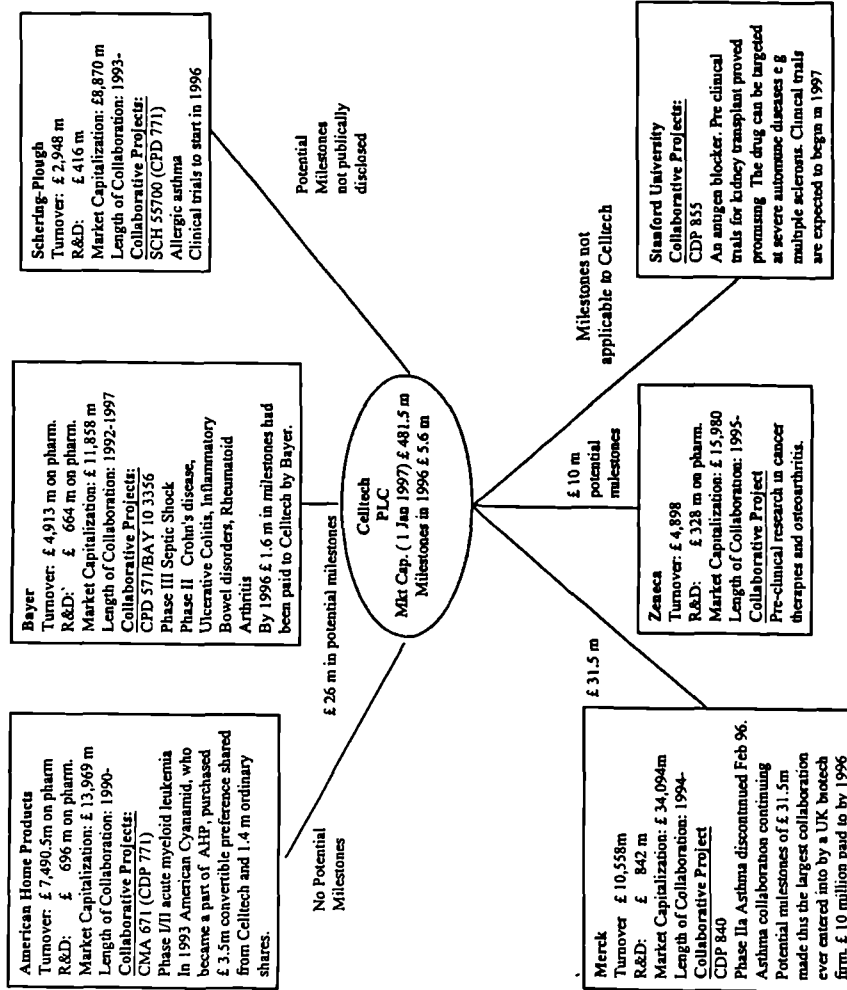 American Home Products
Turnover: £ 7,490.5m on pharm
R&D: £ 696 m on pharm.
Market Capitalization: £ 13,969 m
Length of Collaboration: 1990-
Collaborative Projects:
CMA 671 (CDP 771)
Phase I/II acute myeloid leukemia
In 1993 American Cyanamid, who
became a part of AHP, purchased
£ 3.5m convertible preference shared
from Celltech and 1.4 m ordinary
shares.
Bayer
Turnover: £ 4,913 m on pharm.
R&D: £ 664 m on pharm.
Market Capitalization: £ 11,858 m
Length of Collaboration: 1992-1997
Collaborative Projects:
CPD 571/BAY 10 3356
Phase III Septic Shock
Phase II Crohn's disease,
Ulcerative Colitis, Inflammatory
Bowel disorders, Rheumatoid
Arthritis
By 1996 £ 1.6 m in milestones had
been paid to Celltech by Bayer.
Schering-Plough
Turnover: £ 2,948 m
R&D: £ 416 m
Market Capitalization: £8,870 m
Length of Collaboration: 1993-
Collaborative Projects:
SCH 55700 (CPD 771)
Allergic asthma
Clinical trials to start in 1996
No Potential
Milestones
£ 26 m in potential milestones
Potential
Milestones
not publically
disclosed
Celltech
PLC
Mkt Cap. ( 1 Jan 1997) £ 481.5 m
Milestones in 1996 £ 5.6 m
£ 31.5 m
£ 10 m
potential
milestones
Milestones not
applicable to Celltech
Merck
Turnover £ 10,558m
R&D: £ 842 m
Market Capitalization: £ 34,094m
Length of Collaboration: 1994-
Collaborative Project
CDP 840
Phase IIa Asthma discontinued Feb 96.
Asthma collaboration continuing
Potential milestones of £ 31.5m
made this the largest collaboration
ever entered into by a UK biotech
firm. £ 10 million paid to by 1996
Zeneca
Turnover: £ 4,898
R&D: £ 328 m on pharm.
Market Capitalization: £ 15,980
Length of Collaboration: 1995-
Collaborative Project
Pre-clinical research in cancer
therapies and osteoarthritis.
Stanford University
Collaborative Projects:
CDP 855
An antigen blocker. Pre clinical
trials for kidney transplant proved
promising The drug can be targeted
at severe automune diseases e g
multiple sclerosis. Clinical trials
are expected to begin in 1997